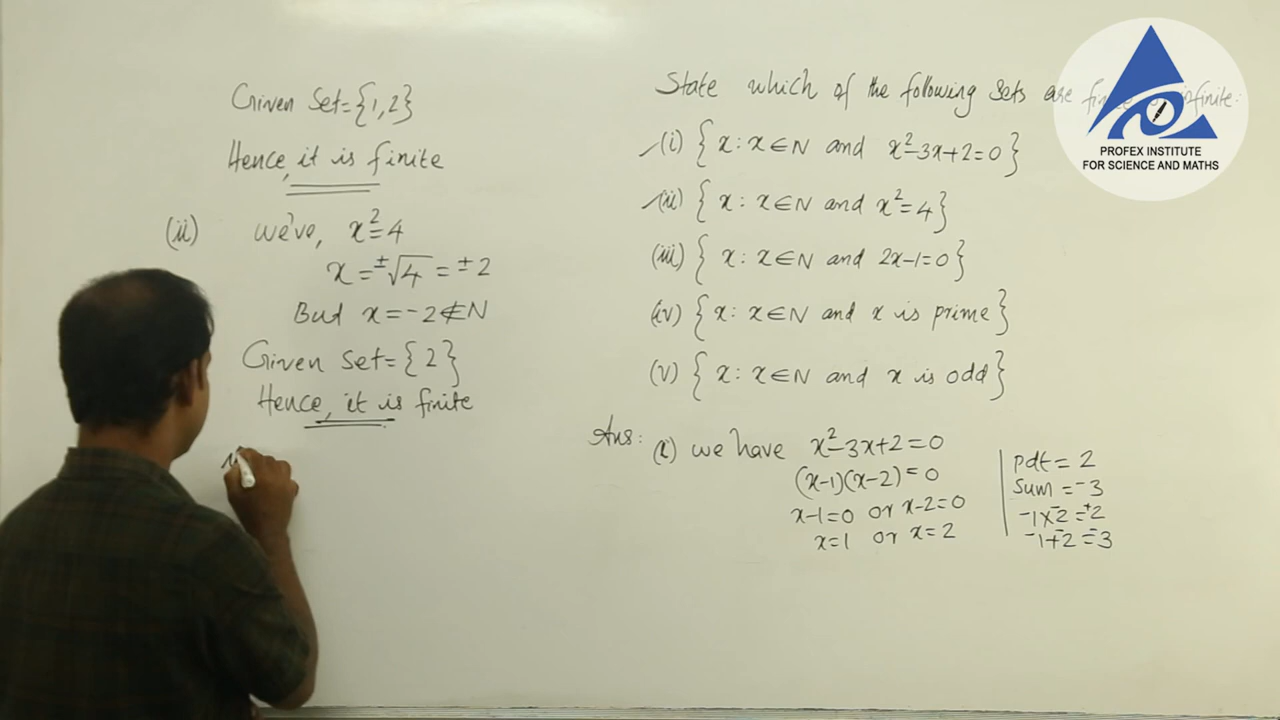 State which of the following Sets are finite or infinite:
(i) {x: x∈N and x²-3x+2=0}
(ii) {x: x∈N and x²=4}
(iii) {x: x∈N and 2x-1=0}
(iv) {x: x∈N and x is prime}
(v) {x: x∈N and x is odd}
Ans: (i) we have x²-3x+2=0
(x-1)(x-2)=0
x-1=0 or x-2=0
x=1 or x=2
pdt = 2
Sum = -3
-1×-2=+2
-1+-2=-3
Given Set={1,2}
Hence, it is finite
(ii) we've, x²=4
x=±√4=±2
But x=-2∉N
Given Set={2}
Hence, it is finite
PROFEX INSTITUTE
FOR SCIENCE AND MATHS